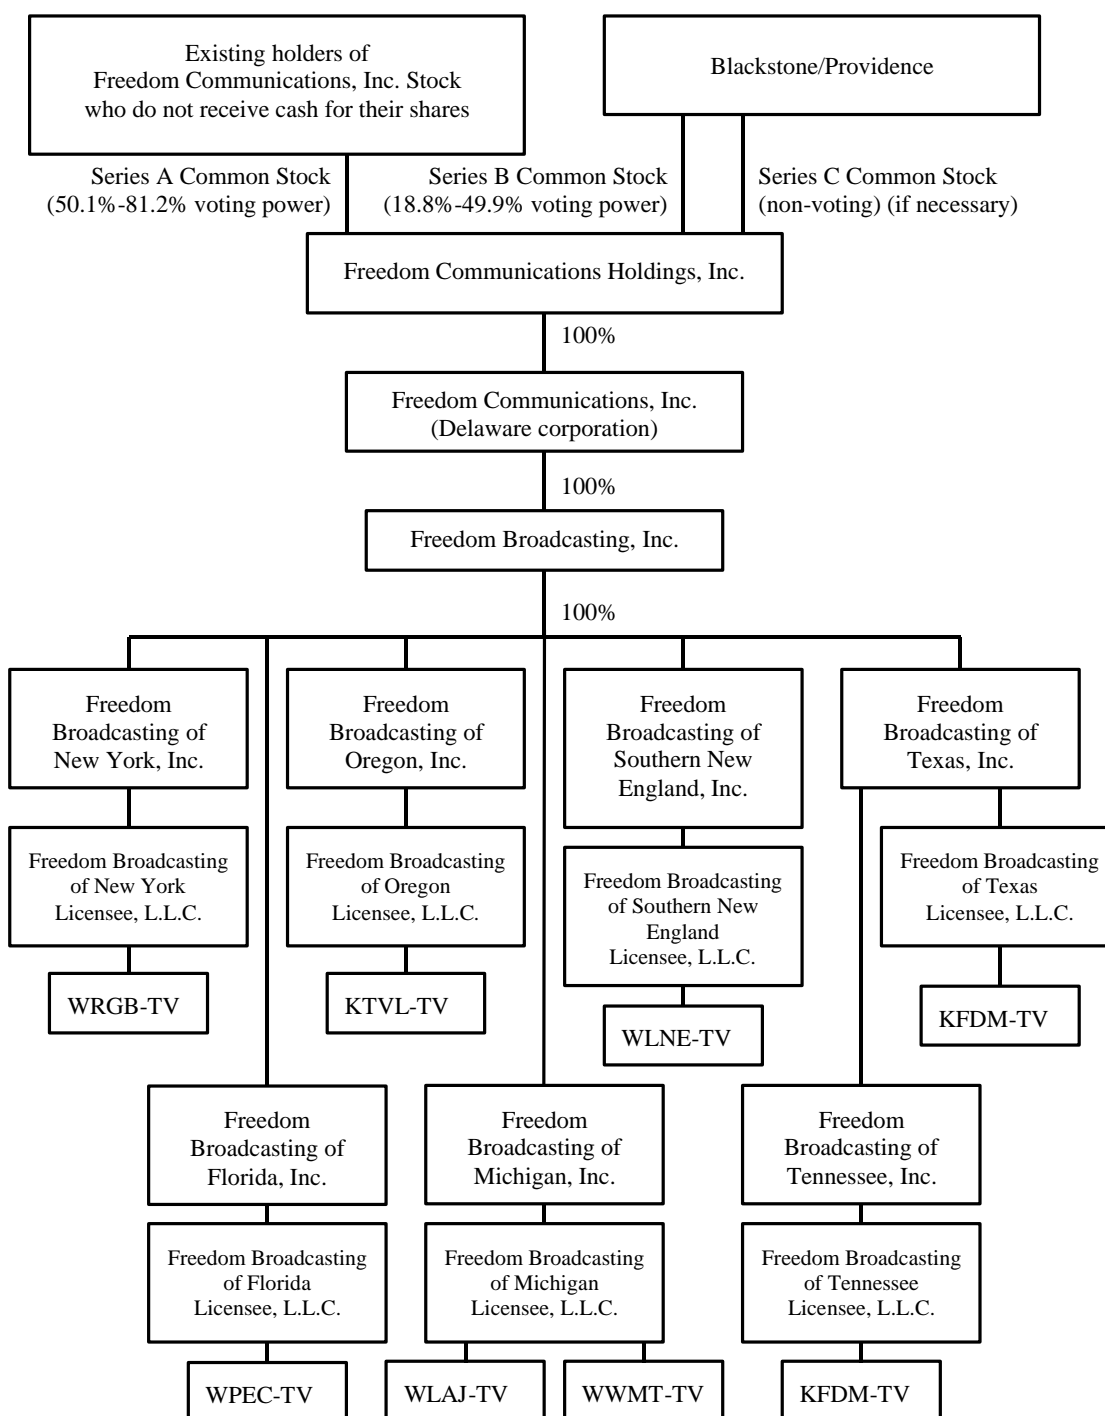 Existing holders of
Freedom Communications, Inc. Stock
who do not receive cash for their shares
Blackstone/Providence
Series A Common Stock
(50.1%-81.2% voting power)
Series B Common Stock
(18.8%-49.9% voting power)
Series C Common Stock
(non-voting) (if necessary)
Freedom Communications Holdings, Inc.
100%
Freedom Communications, Inc.
(Delaware corporation)
100%
Freedom Broadcasting, Inc.
100%
Freedom
Broadcasting of
New York, Inc.
Freedom
Broadcasting of
Oregon, Inc.
Freedom
Broadcasting of
Southern New
England, Inc.
Freedom
Broadcasting of
Texas, Inc.
Freedom Broadcasting
of New York
Licensee, L.L.C.
Freedom Broadcasting
of Oregon
Licensee, L.L.C.
Freedom Broadcasting
of Southern New
England
Licensee, L.L.C.
Freedom Broadcasting
of Texas
Licensee, L.L.C.
WRGB-TV
KTVL-TV
WLNE-TV
KFDM-TV
Freedom
Broadcasting of
Florida, Inc.
Freedom
Broadcasting of
Michigan, Inc.
Freedom
Broadcasting of
Tennessee, Inc.
Freedom Broadcasting
of Florida
Licensee, L.L.C.
Freedom Broadcasting
of Michigan
Licensee, L.L.C.
Freedom Broadcasting
of Tennessee
Licensee, L.L.C.
WPEC-TV
WLAJ-TV
WWMT-TV
KFDM-TV